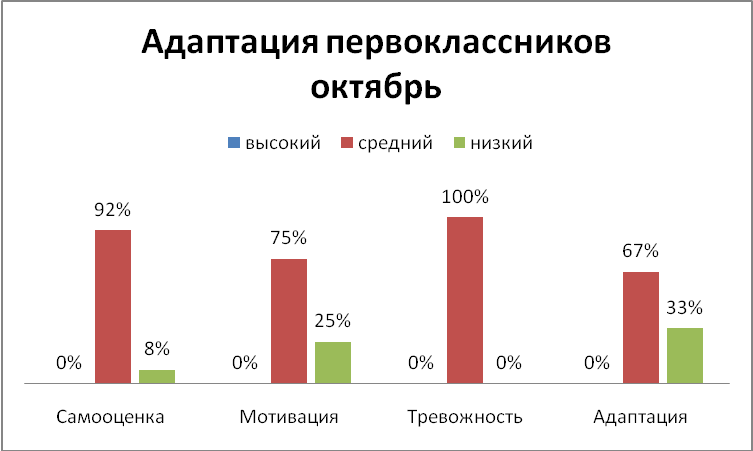 Адаптация первоклассников
октябрь
высокий средний низкий
92% 8% 0%
75% 25% 0%
100% 0% 0%
67% 33% 0%
Самооценка Мотивация Тревожность Адаптация